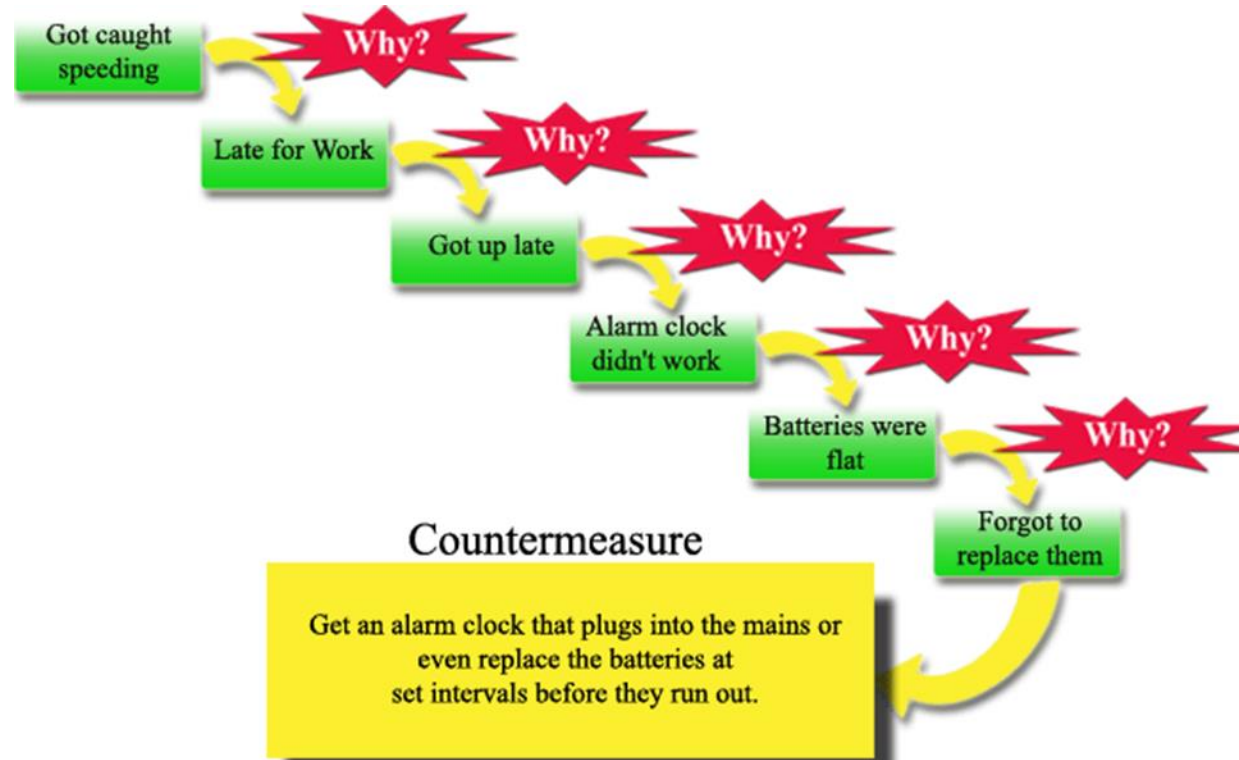 Got caught
speeding
Why?
Late for Work
Why?
Got up late
Why?
Alarm clock
didn't work
Why?
Batteries were
flat
Why?
Forgot to
replace them
Countermeasure
Get an alarm clock that plugs into the mains or
even replace the batteries at
set intervals before they run out.